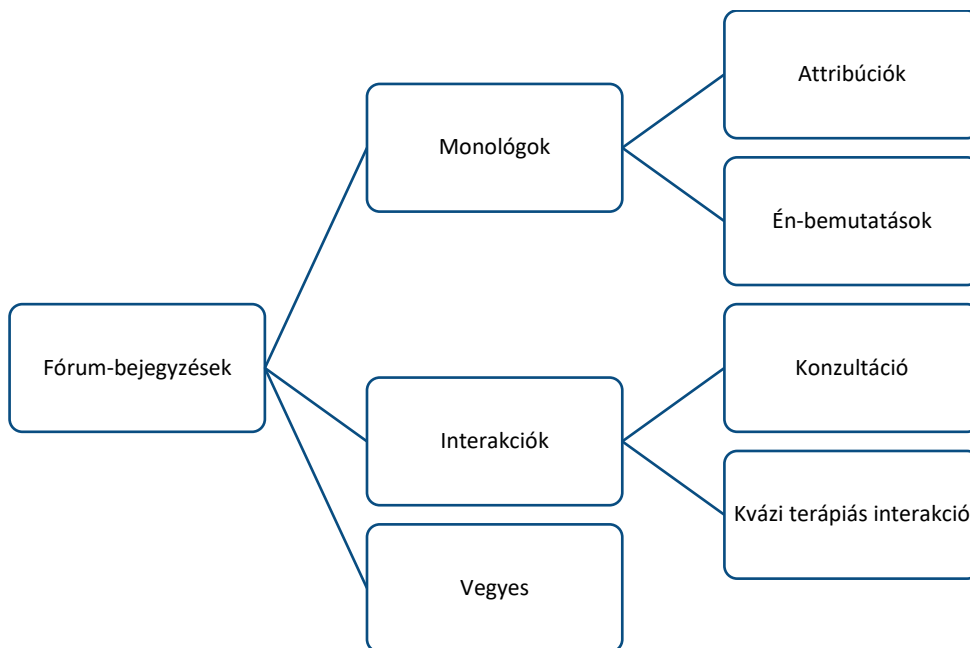 Fórum-bejegyzések
Monológok
Attribúciók
Én-bemutatások
Interakciók
Konzultáció
Kvázi terápiás interakció
Vegyes